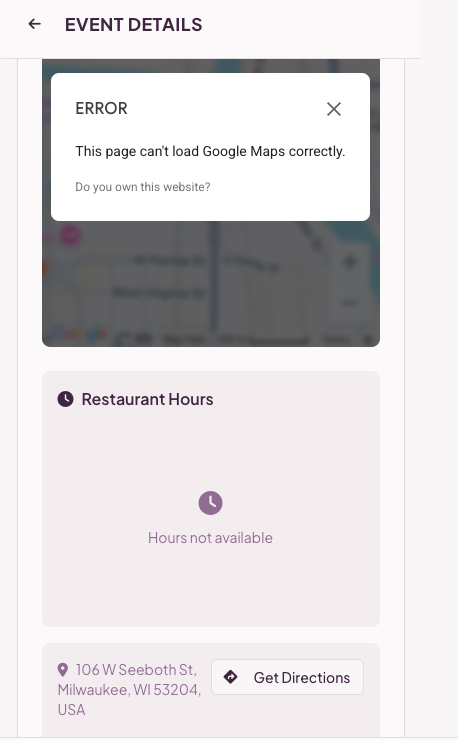 EVENT DETAILS
ERROR
This page can't load Google Maps correctly.
Do you own this website?
Restaurant Hours
Hours not available
106 W Seeboth St,
Milwaukee, WI 53204,
USA
Get Directions